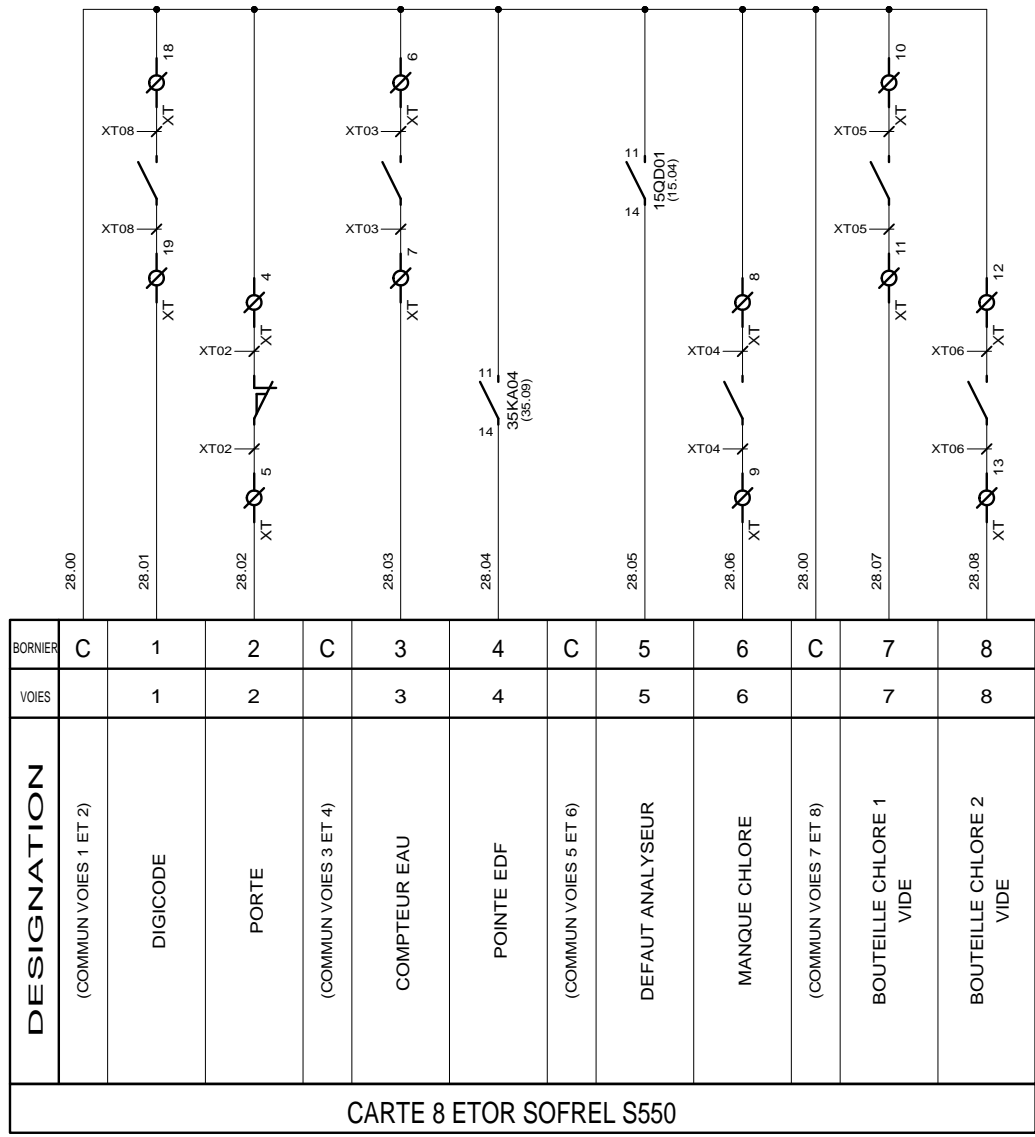 18
XT
XT08
XT08
19
XT
4
XT
XT02
XT02
5
XT
6
XT
XT03
XT03
7
XT
11
35KA04
(35.09)
14
11
15QD01
(15.04)
14
8
XT
XT04
XT04
9
XT
10
XT
XT05
XT05
11
XT
12
XT
XT06
XT06
13
XT
28.00
28.01
28.02
28.03
28.04
28.05
28.06
28.00
28.07
28.08
BORNIER C 1 2 C 3 4 C 5 6 C 7 8
VOIES 1 2 3 4 5 6 7 8
DESIGNATION
(COMMUN VOIES 1 ET 2)
DIGICODE
PORTE
(COMMUN VOIES 3 ET 4)
COMPTEUR EAU
POINTE EDF
(COMMUN VOIES 5 ET 6)
DEFAUT ANALYSEUR
MANQUE CHLORE
(COMMUN VOIES 7 ET 8)
BOUTEILLE CHLORE 1
VIDE
BOUTEILLE CHLORE 2
VIDE
CARTE 8 ETOR SOFREL S550